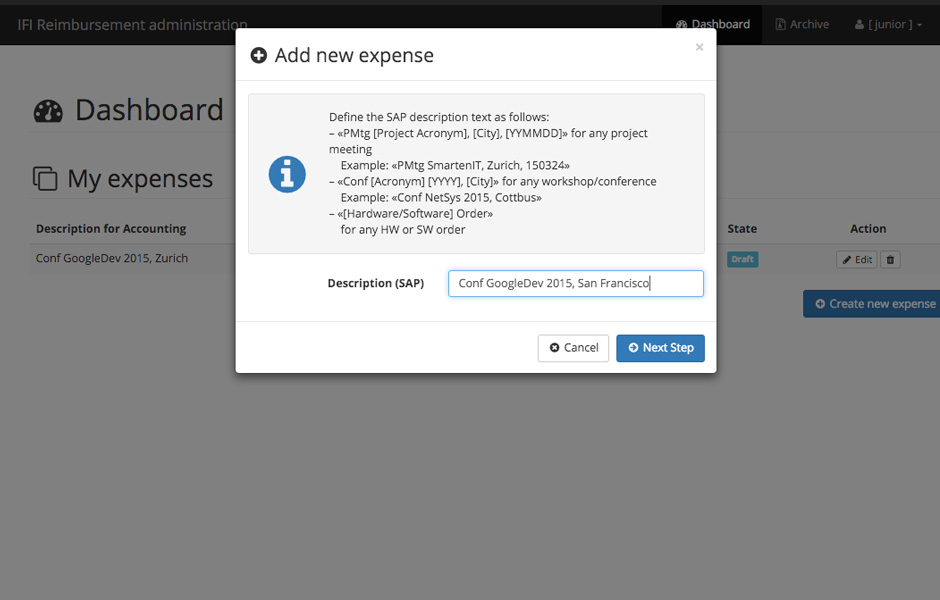 IFI Reimbursement administration
Dashboard
Archive
[ junior ]
Add new expense
×
Dashboard
Define the SAP description text as follows:
– «PMtg [Project Acronym], [City], [YYMMDD]» for any project
meeting
Example: «PMtg SmartenIT, Zurich, 150324»
– «Conf [Acronym] [YYYY], [City]» for any workshop/conference
Example: «Conf NetSys 2015, Cottbus»
– «[Hardware/Software] Order»
for any HW or SW order
My expenses
Description for Accounting
State
Action
Conf GoogleDev 2015, Zurich
Draft
Edit
Description (SAP)
Conf GoogleDev 2015, San Francisco
Create new expense
Cancel
Next Step